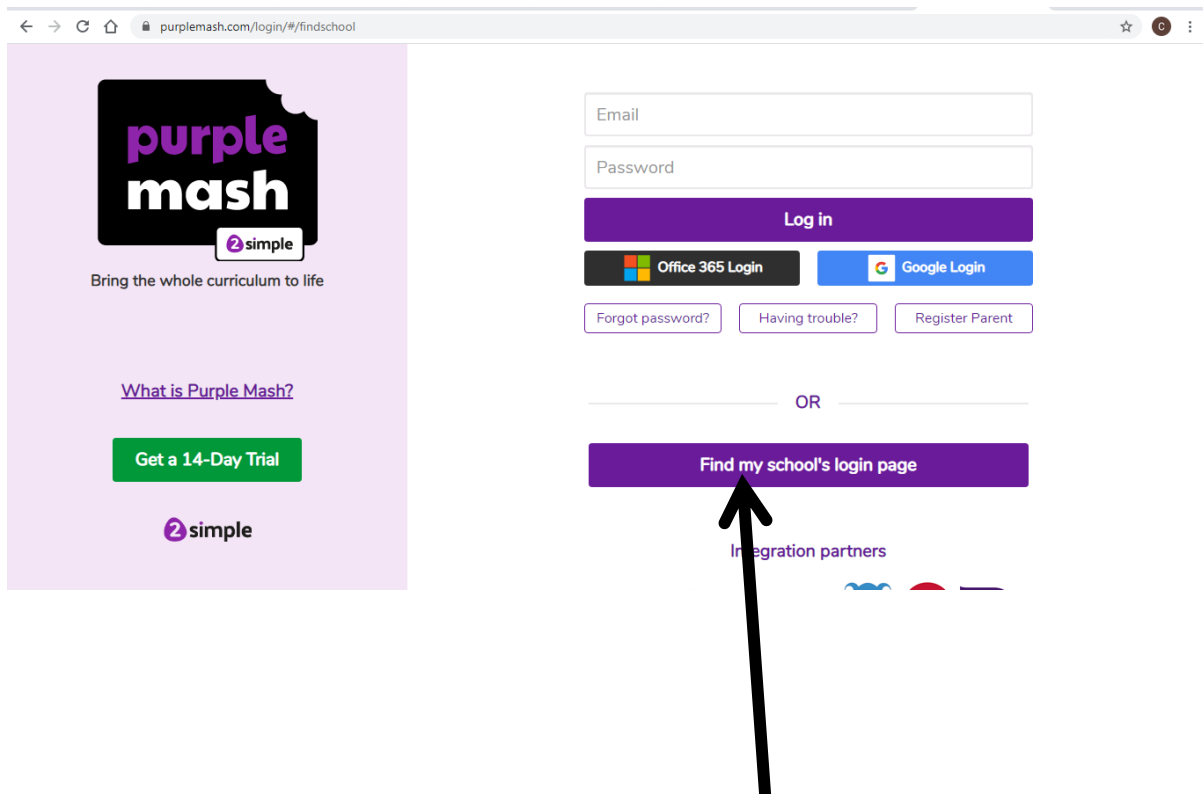 purplemash.com/login/#/findschool
C
purple
mash
2simple
Bring the whole curriculum to life
What is Purple Mash?
Get a 14-Day Trial
2simple
Email
Password
Log in
Office 365 Login
G Google Login
Forgot password?
Having trouble?
Register Parent
OR
Find my school's login page
Integration partners